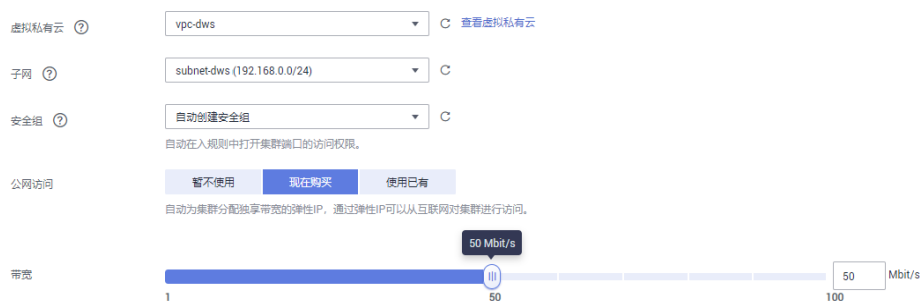 虚拟私有云 ? vpc-dws 查看虚拟私有云
子网 ? subnet-dws (192.168.0.0/24)
安全组 ? 自动创建安全组
自动在入规则中打开集群端口的访问权限。
公网访问 暂不使用 现在购买 使用已有
自动为集群分配独享带宽的弹性IP，通过弹性IP可以从互联网对集群进行访问。
50 Mbit/s
带宽 50 Mbit/s
1 50 100